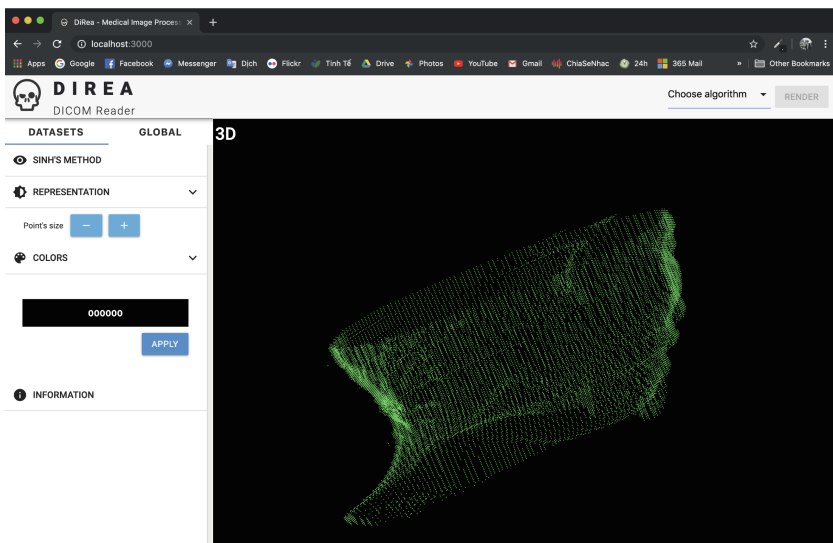 DiRea - Medical Image Process
localhost:3000
Apps Google Facebook Messenger Dịch Flickr Tinh Tế Drive Photos YouTube Gmail ChiaSeNhac 24h 365 Mail » Other Bookmarks
DIREA
DICOM Reader
Choose algorithm
RENDER
DATASETS GLOBAL
3D
SINH'S METHOD
REPRESENTATION
Point's size − +
COLORS
000000
APPLY
INFORMATION